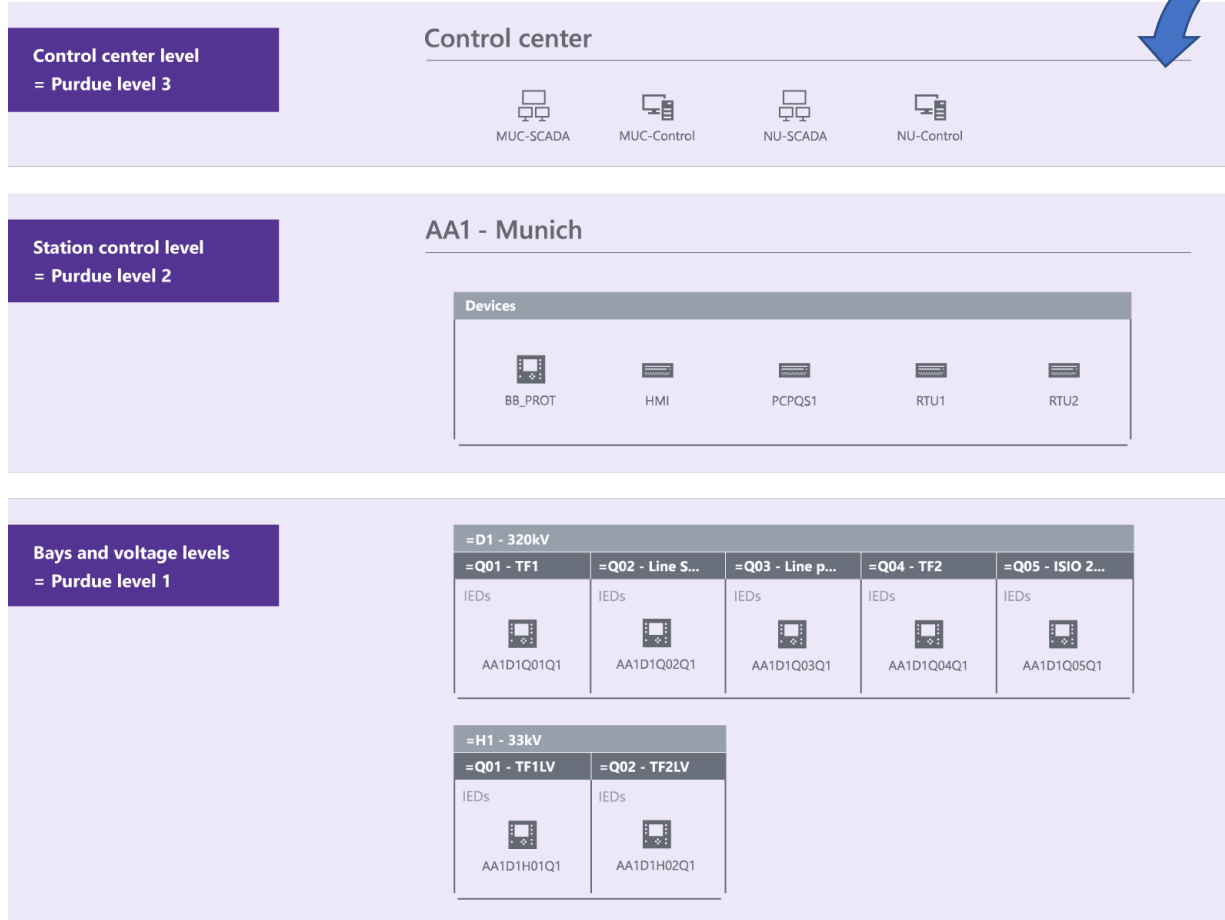 Control center level
= Purdue level 3
Control center
MUC-SCADA
MUC-Control
NU-SCADA
NU-Control
Station control level
= Purdue level 2
AA1 - Munich
Devices
BB_PROT
HMI
PCPQS1
RTU1
RTU2
Bays and voltage levels
= Purdue level 1
=D1 - 320kV
=Q01 - TF1
=Q02 - Line S...
=Q03 - Line p...
=Q04 - TF2
=Q05 - ISIO 2...
IEDs
IEDs
IEDs
IEDs
IEDs
AA1D1Q01Q1
AA1D1Q02Q1
AA1D1Q03Q1
AA1D1Q04Q1
AA1D1Q05Q1
=H1 - 33kV
=Q01 - TF1LV
=Q02 - TF2LV
IEDs
IEDs
AA1D1H01Q1
AA1D1H02Q1